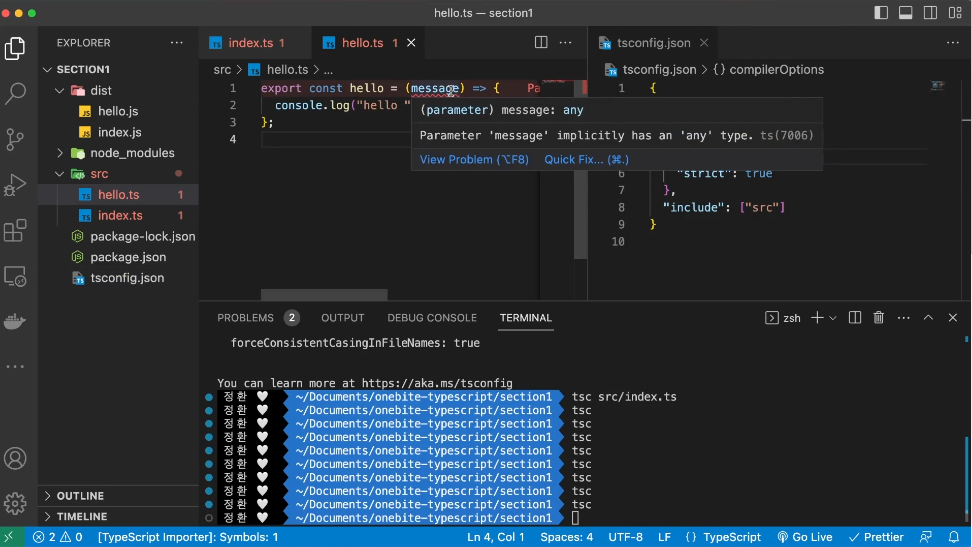 hello.ts — section1
EXPLORER
SECTION1
dist
hello.js
index.js
node_modules
src
hello.ts 1
index.ts 1
package-lock.json
package.json
tsconfig.json
OUTLINE
TIMELINE
index.ts 1
hello.ts 1
src > hello.ts > ...
1 export const hello = (message) => { Pa
2 console.log("hello "
3 };
4
(parameter) message: any
Parameter 'message' implicitly has an 'any' type. ts(7006)
View Problem (⌥F8) Quick Fix... (⌘.)
tsconfig.json
tsconfig.json > {} compilerOptions
1 {
6 "strict": true
7 },
8 "include": ["src"]
9 }
10
PROBLEMS 2 OUTPUT DEBUG CONSOLE TERMINAL
zsh
forceConsistentCasingInFileNames: true
You can learn more at https://aka.ms/tsconfig
정환 🤍 ~/Documents/onebite-typescript/section1 tsc src/index.ts
정환 🤍 ~/Documents/onebite-typescript/section1 tsc
정환 🤍 ~/Documents/onebite-typescript/section1 tsc
정환 🤍 ~/Documents/onebite-typescript/section1 tsc
정환 🤍 ~/Documents/onebite-typescript/section1 tsc
정환 🤍 ~/Documents/onebite-typescript/section1 tsc
정환 🤍 ~/Documents/onebite-typescript/section1 tsc
정환 🤍 ~/Documents/onebite-typescript/section1 tsc
정환 🤍 ~/Documents/onebite-typescript/section1 tsc
정환 🤍 ~/Documents/onebite-typescript/section1
2 0 [TypeScript Importer]: Symbols: 1 Ln 4, Col 1 Spaces: 4 UTF-8 LF {} TypeScript Go Live Prettier